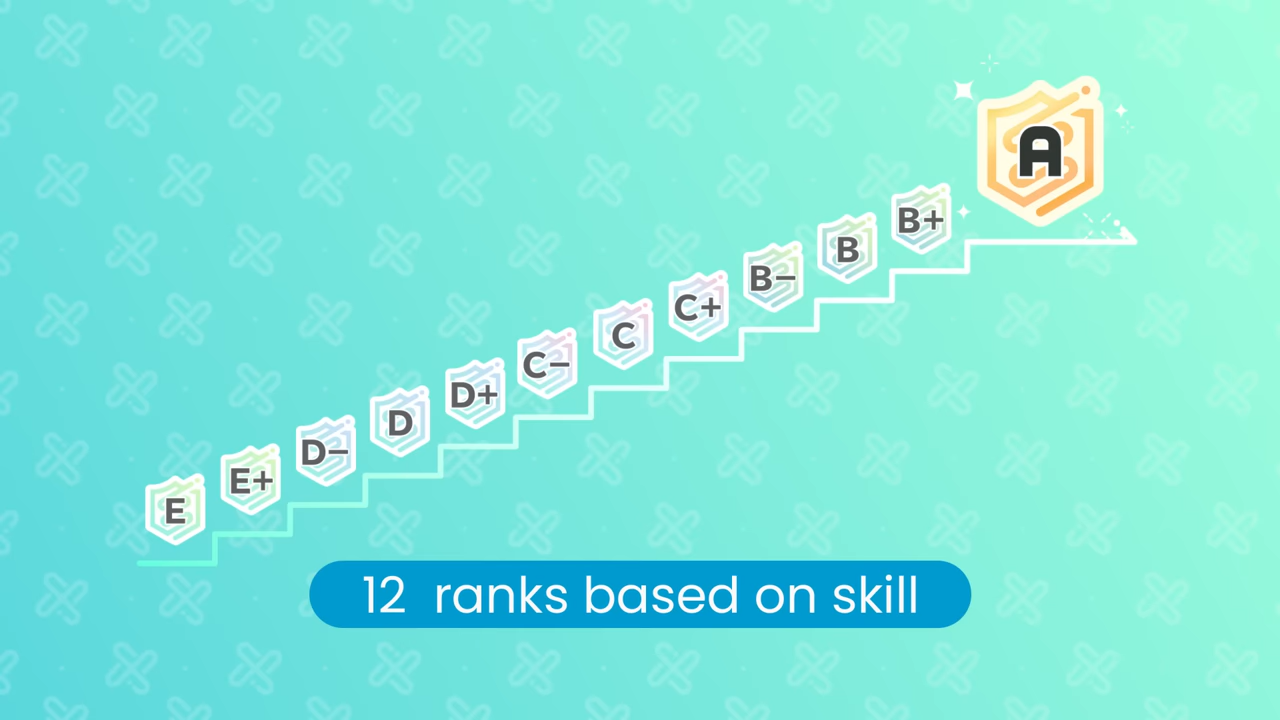 E
E+
D−
D
D+
C−
C
C+
B−
B
B+
A
12 ranks based on skill